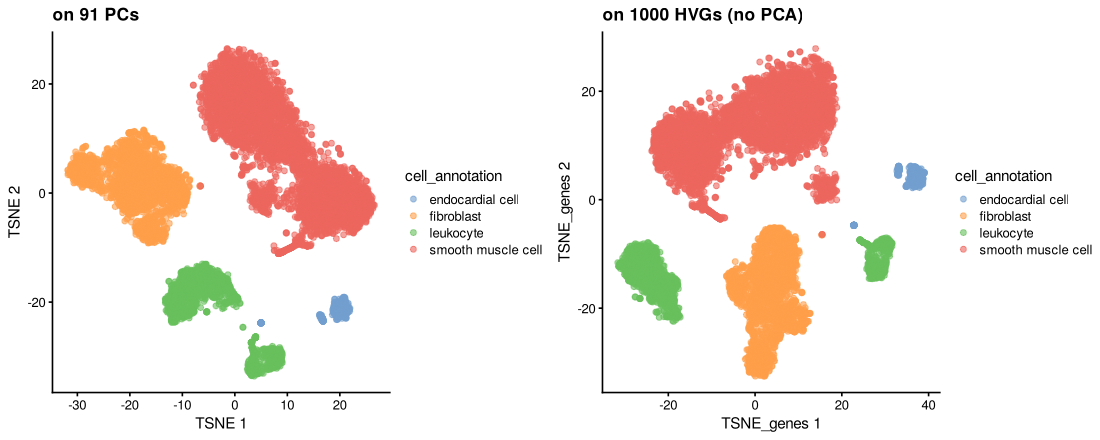 on 91 PCs
20
0
-20
-30
-20
-10
0
10
20
TSNE 1
TSNE 2
cell_annotation
endocardial cell
fibroblast
leukocyte
smooth muscle cell
on 1000 HVGs (no PCA)
20
0
-20
-20
0
20
40
TSNE_genes 1
TSNE_genes 2
cell_annotation
endocardial cell
fibroblast
leukocyte
smooth muscle cell